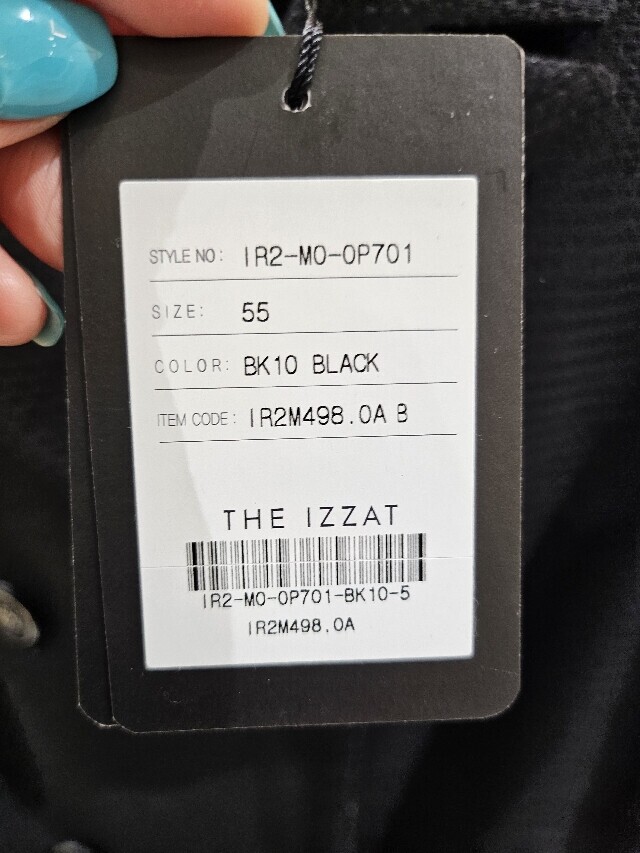 STYLE NO: IR2-MO-OP701
SIZE: 55
COLOR: BK10 BLACK
ITEM CODE: IR2M498.0A B
THE IZZAT
IR2-MO-OP701-BK10-5
IR2M498.0A